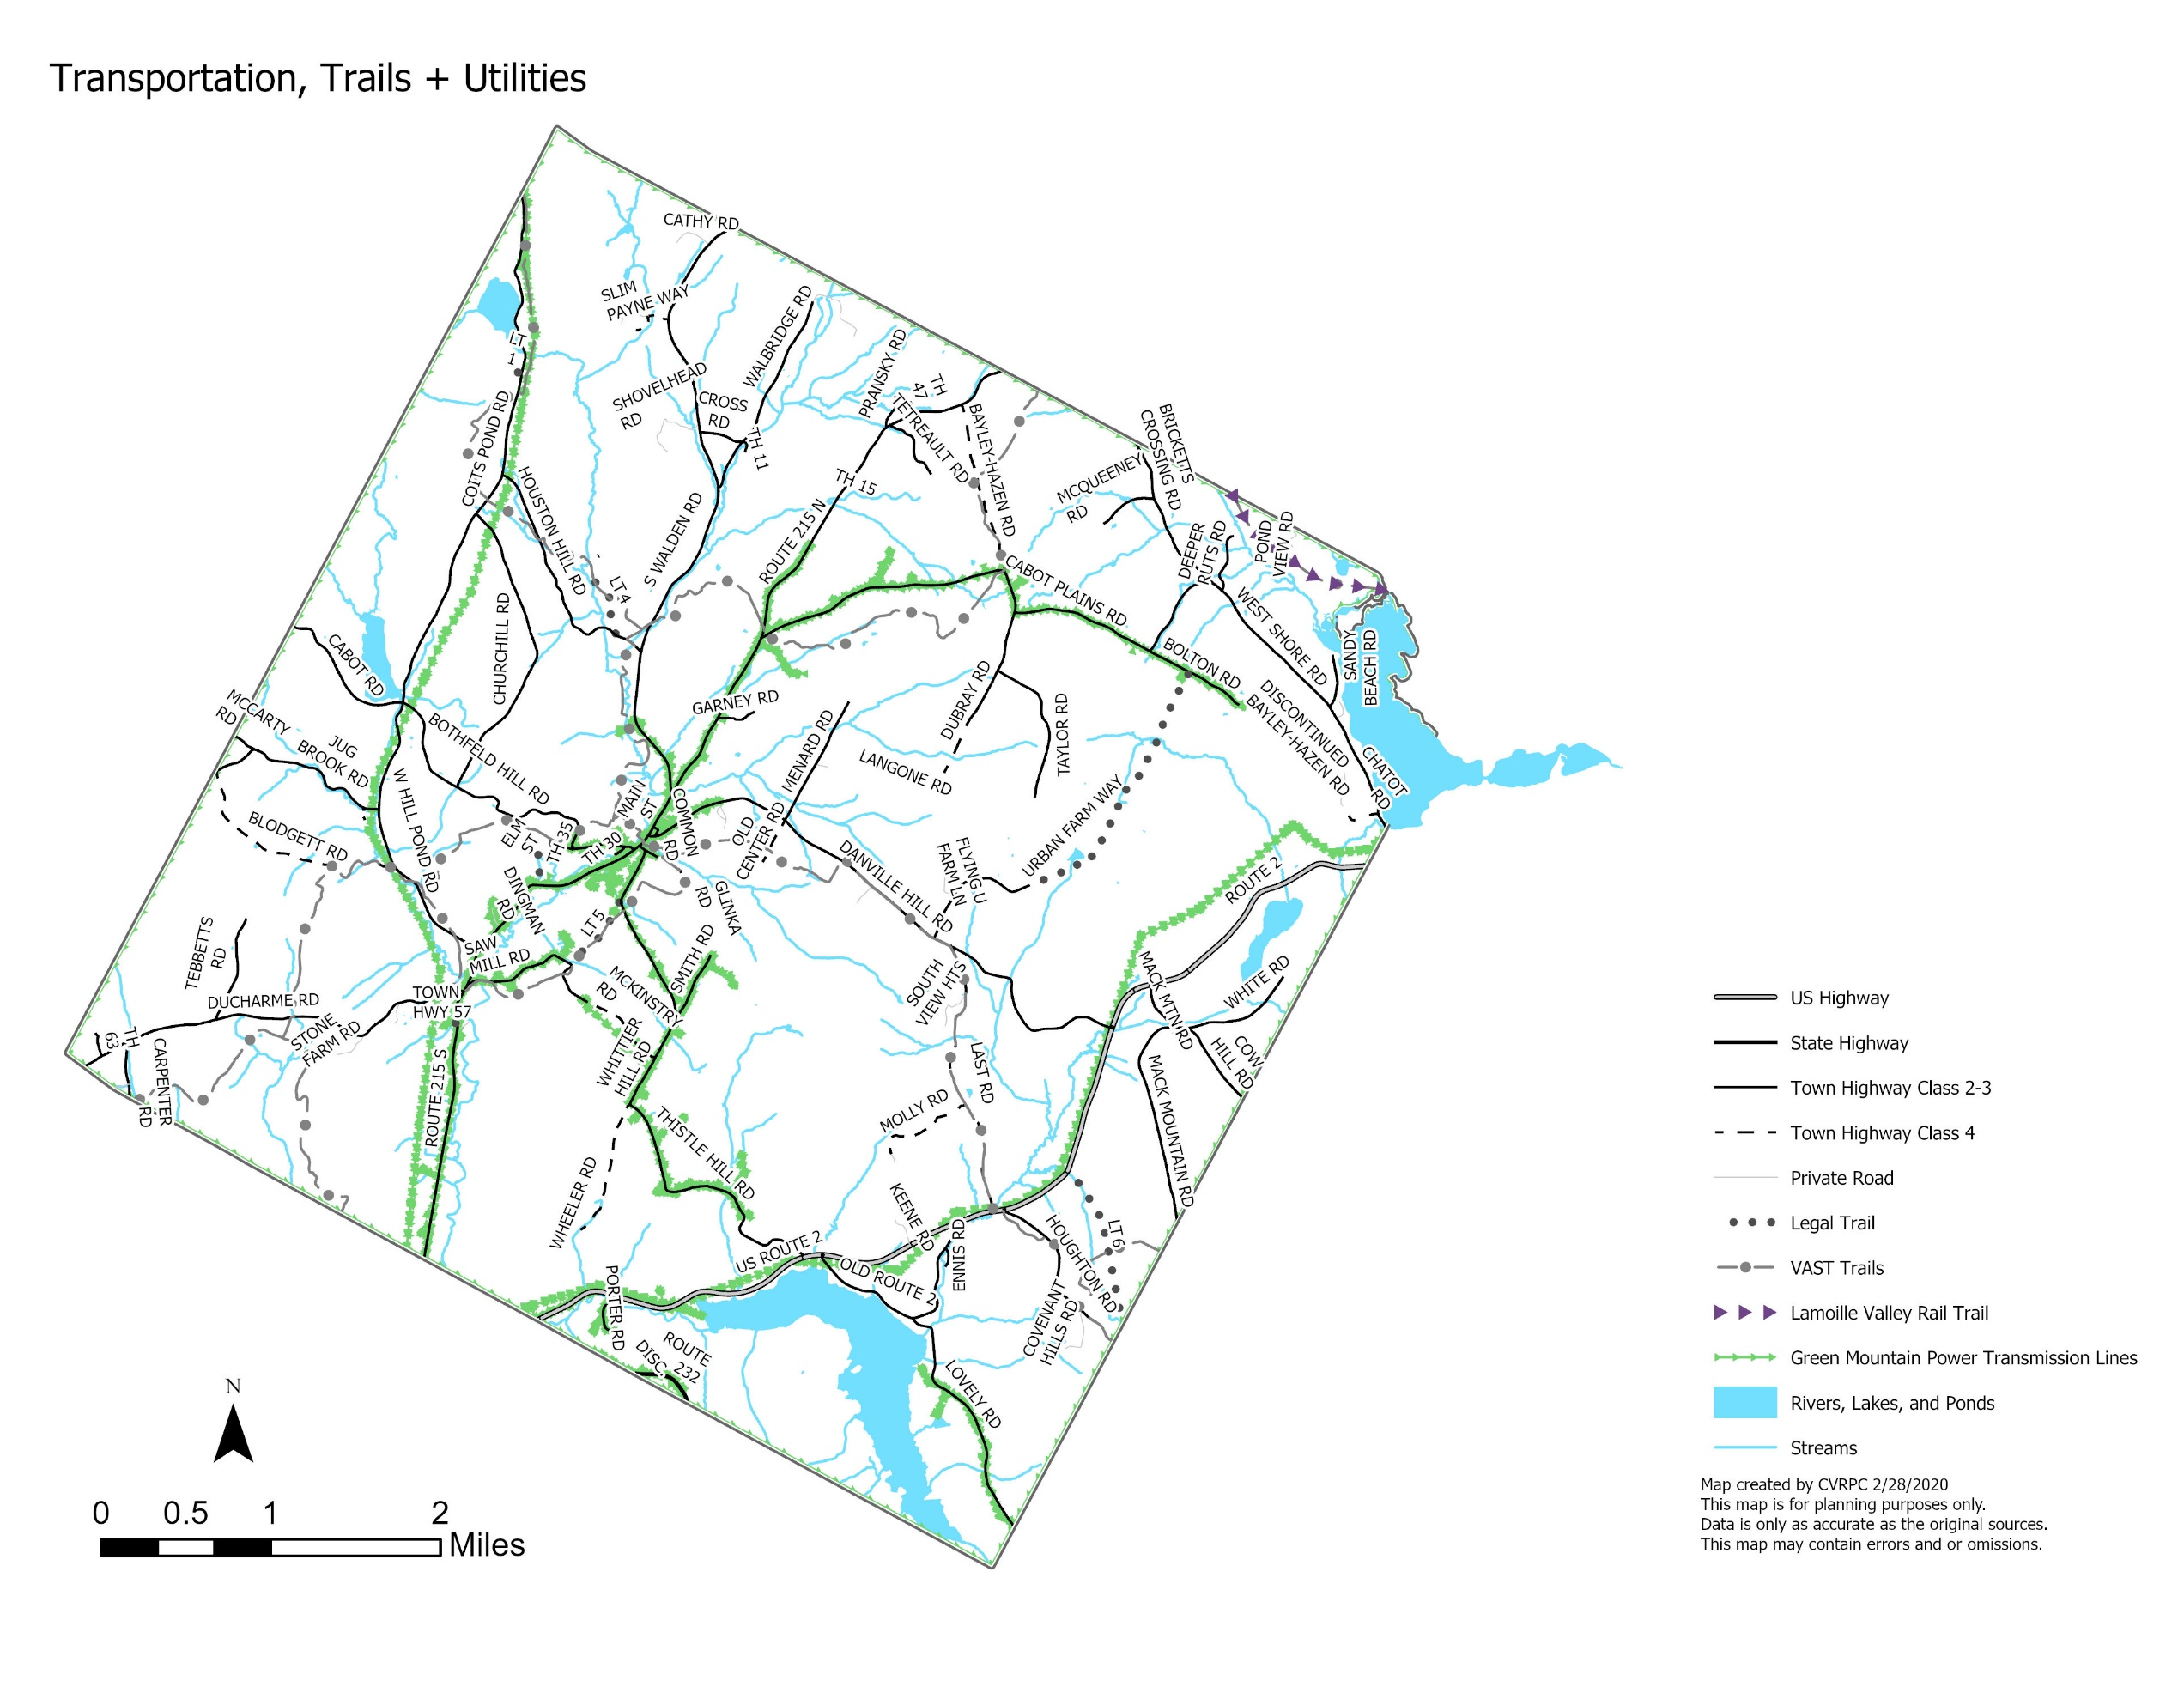 Transportation, Trails + Utilities
CATHY RD
SLIM
PAYNE WAY
WALBRIDGE RD
LT
1
SHOVELHEAD
RD
CROSS
RD
TH 11
PRANSKY RD
TH
47
TETREAULT RD
BAYLEY-HAZEN RD
BRICKETTS
CROSSING RD
MCQUEENEY
RD
COITS POND RD
HOUSTON HILL RD
TH 15
S WALDEN RD
ROUTE 215 N
DEEPER
RUTS RD
POND
VIEW RD
LT 4
CABOT PLAINS RD
WEST SHORE RD
CHURCHILL RD
CABOT RD
SANDY
BEACH RD
BOLTON RD
DISCONTINUED
BAYLEY-HAZEN RD
MCCARTY
RD
GARNEY RD
DUBRAY RD
TAYLOR RD
JUG
BROOK RD
BOTHFELD HILL RD
MENARD RD
LANGONE RD
CHATOT
RD
W HILL POND RD
MAIN
ST
COMMON
RD
OLD
CENTER RD
URBAN FARM WAY
BLODGETT RD
ELM
ST
TH 35
TH 30
DANVILLE HILL RD
FLYING U
FARM LN
ROUTE 2
DINGMAN
RD
GLINKA
RD
LT 5
TEBBETTS
RD
SAW
MILL RD
SMITH RD
SOUTH
VIEW HTS
MACK MTN RD
WHITE RD
TOWN
HWY 57
DUCHARME RD
MCKINSTRY
RD
STONE
FARM RD
TH
63
CARPENTER
RD
WHITTIER
HILL RD
COW
HILL RD
LAST RD
MACK MOUNTAIN RD
ROUTE 215 S
MOLLY RD
THISTLE HILL RD
WHEELER RD
KEENE RD
US ROUTE 2
OLD ROUTE 2
ENNIS RD
HOUGHTON RD
LT6
PORTER RD
COVENANT
HILLS RD
DISC.
ROUTE
232
LOVELY RD
N
0 0.5 1 2
Miles
US Highway
State Highway
Town Highway Class 2-3
Town Highway Class 4
Private Road
Legal Trail
VAST Trails
Lamoille Valley Rail Trail
Green Mountain Power Transmission Lines
Rivers, Lakes, and Ponds
Streams
Map created by CVRPC 2/28/2020
This map is for planning purposes only.
Data is only as accurate as the original sources.
This map may contain errors and or omissions.